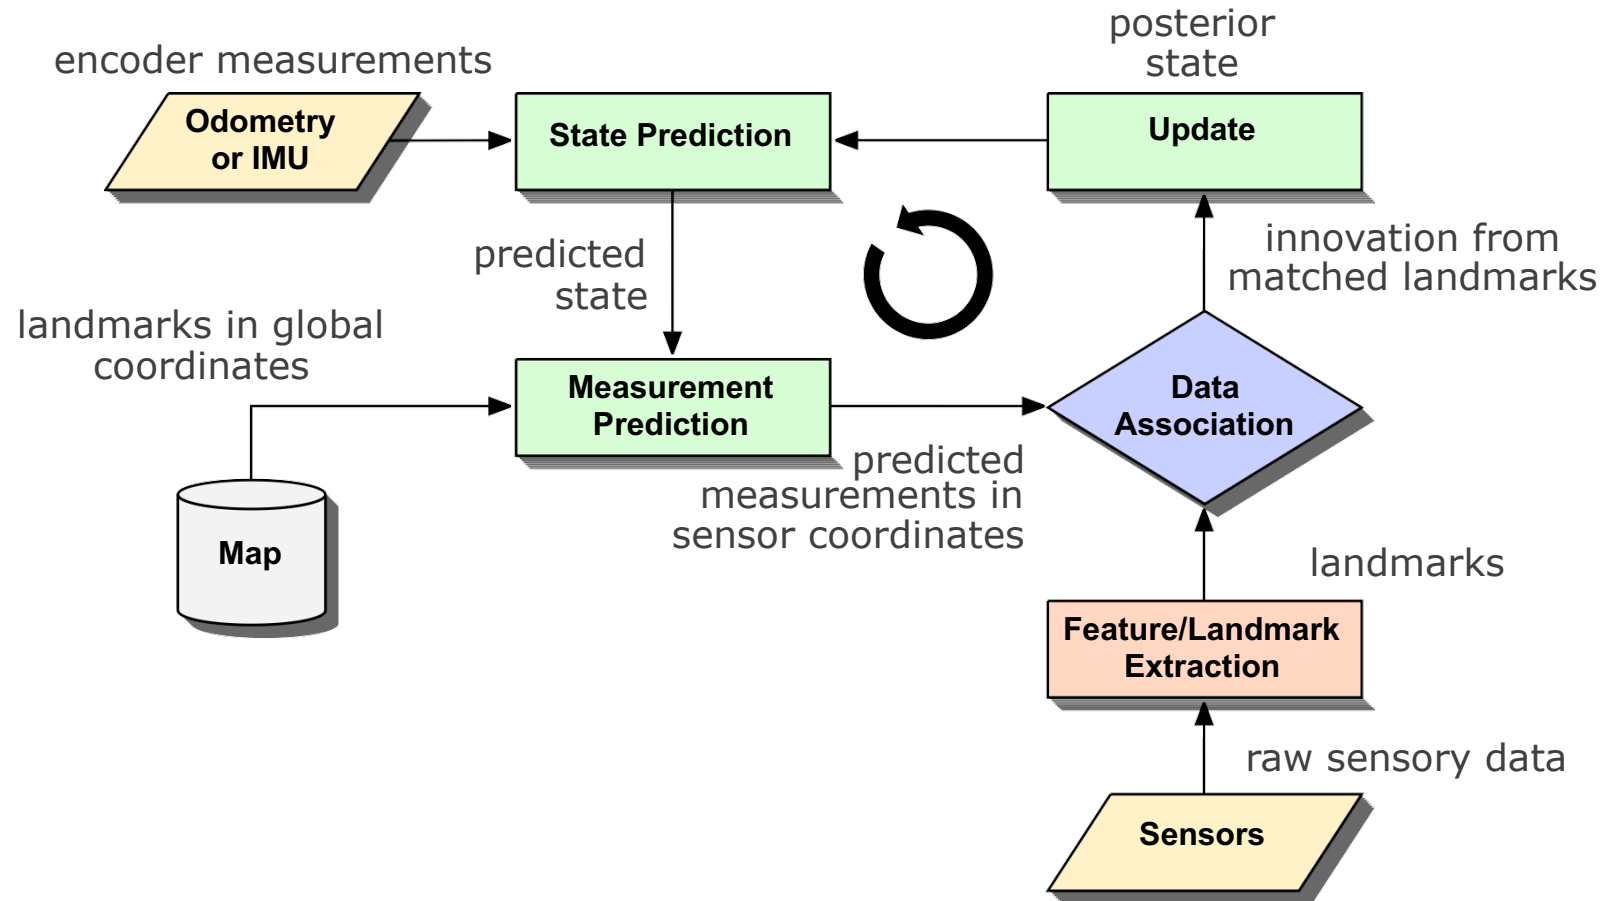 posterior
state
encoder measurements
Odometry
or IMU
State Prediction
Update
predicted
state
innovation from
matched landmarks
landmarks in global
coordinates
Measurement
Prediction
Data
Association
predicted
measurements in
sensor coordinates
Map
landmarks
Feature/Landmark
Extraction
raw sensory data
Sensors